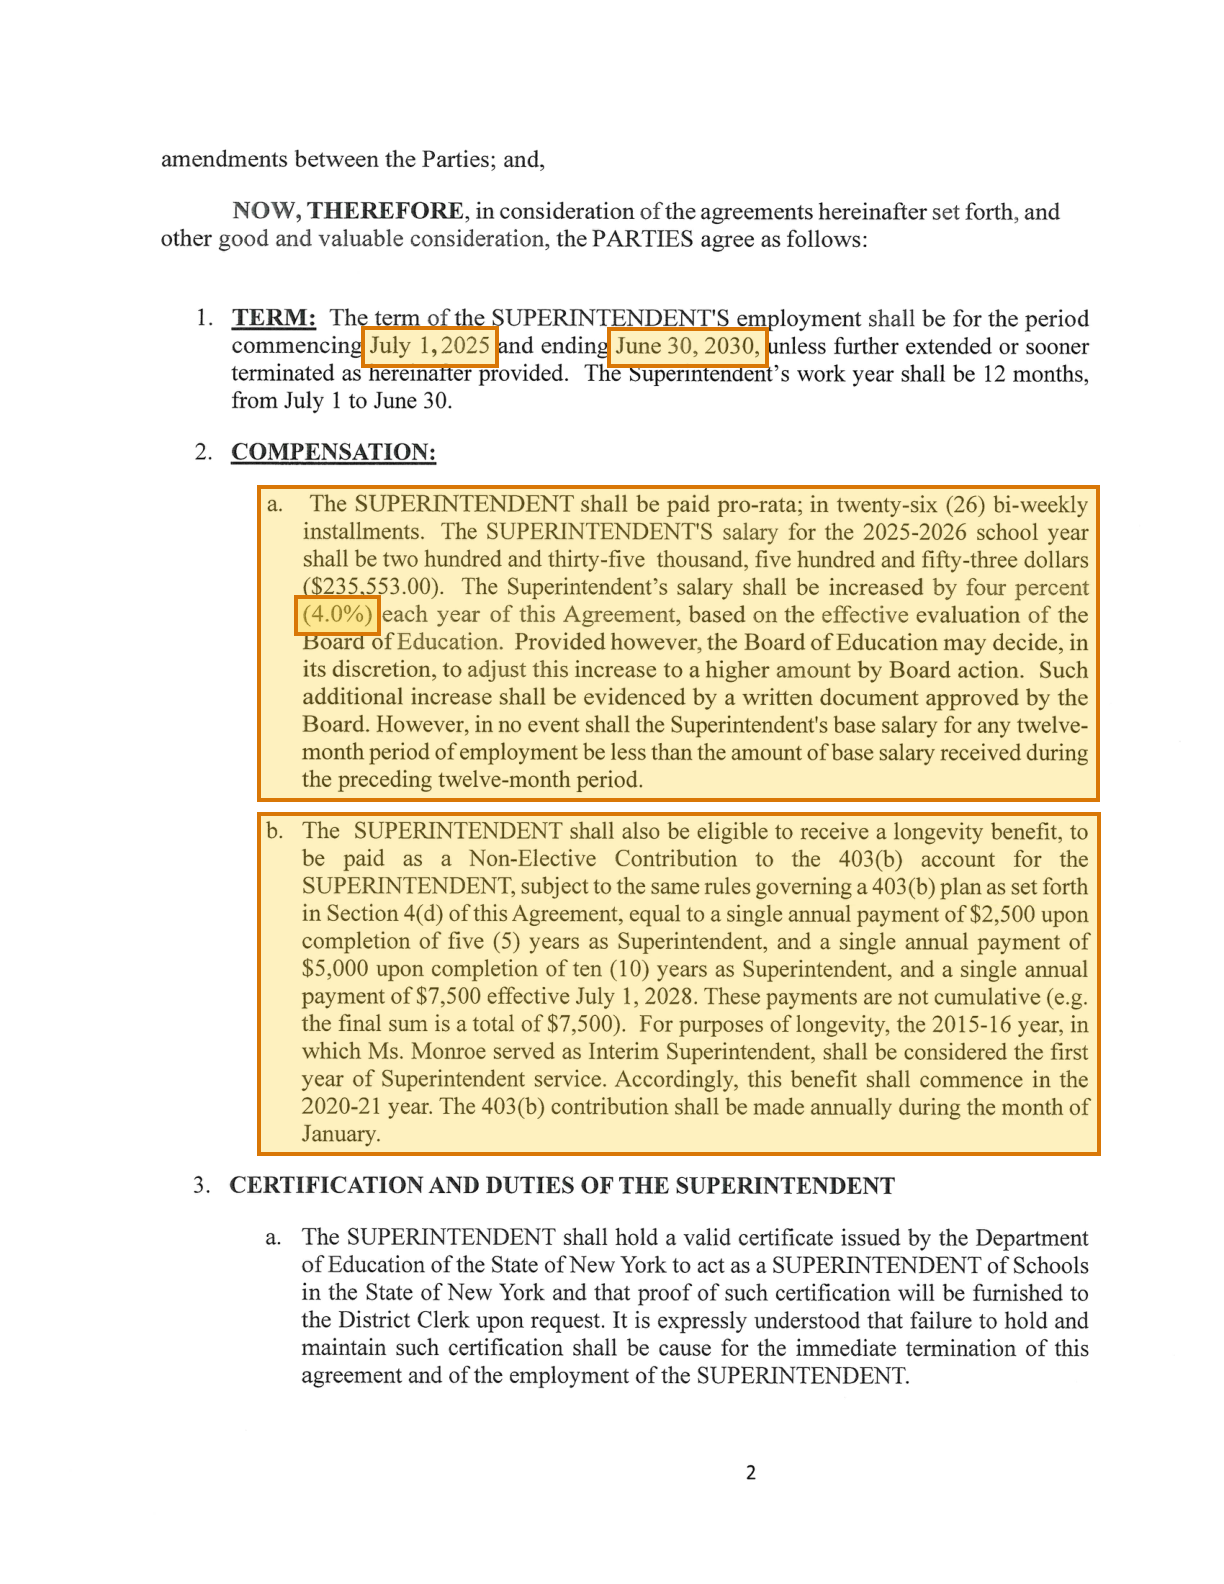 amendments between the Parties; and,
NOW, THEREFORE, in consideration of the agreements hereinafter set forth, and
other good and valuable consideration, the PARTIES agree as follows:
1. TERM: The term of the SUPERINTENDENT'S employment shall be for the period
commencing July 1, 2025 and ending June 30, 2030, unless further extended or sooner
terminated as hereinafter provided. The Superintendent’s work year shall be 12 months,
from July 1 to June 30.
2. COMPENSATION:
a. The SUPERINTENDENT shall be paid pro-rata; in twenty-six (26) bi-weekly
installments. The SUPERINTENDENT'S salary for the 2025-2026 school year
shall be two hundred and thirty-five thousand, five hundred and fifty-three dollars
($235,553.00). The Superintendent’s salary shall be increased by four percent
(4.0%) each year of this Agreement, based on the effective evaluation of the
Board of Education. Provided however, the Board of Education may decide, in
its discretion, to adjust this increase to a higher amount by Board action. Such
additional increase shall be evidenced by a written document approved by the
Board. However, in no event shall the Superintendent's base salary for any twelve-
month period of employment be less than the amount of base salary received during
the preceding twelve-month period.
b. The SUPERINTENDENT shall also be eligible to receive a longevity benefit, to
be paid as a Non-Elective Contribution to the 403(b) account for the
SUPERINTENDENT, subject to the same rules governing a 403(b) plan as set forth
in Section 4(d) of this Agreement, equal to a single annual payment of $2,500 upon
completion of five (5) years as Superintendent, and a single annual payment of
$5,000 upon completion of ten (10) years as Superintendent, and a single annual
payment of $7,500 effective July 1, 2028. These payments are not cumulative (e.g.
the final sum is a total of $7,500). For purposes of longevity, the 2015-16 year, in
which Ms. Monroe served as Interim Superintendent, shall be considered the first
year of Superintendent service. Accordingly, this benefit shall commence in the
2020-21 year. The 403(b) contribution shall be made annually during the month of
January.
3. CERTIFICATION AND DUTIES OF THE SUPERINTENDENT
a. The SUPERINTENDENT shall hold a valid certificate issued by the Department
of Education of the State of New York to act as a SUPERINTENDENT of Schools
in the State of New York and that proof of such certification will be furnished to
the District Clerk upon request. It is expressly understood that failure to hold and
maintain such certification shall be cause for the immediate termination of this
agreement and of the employment of the SUPERINTENDENT.
2